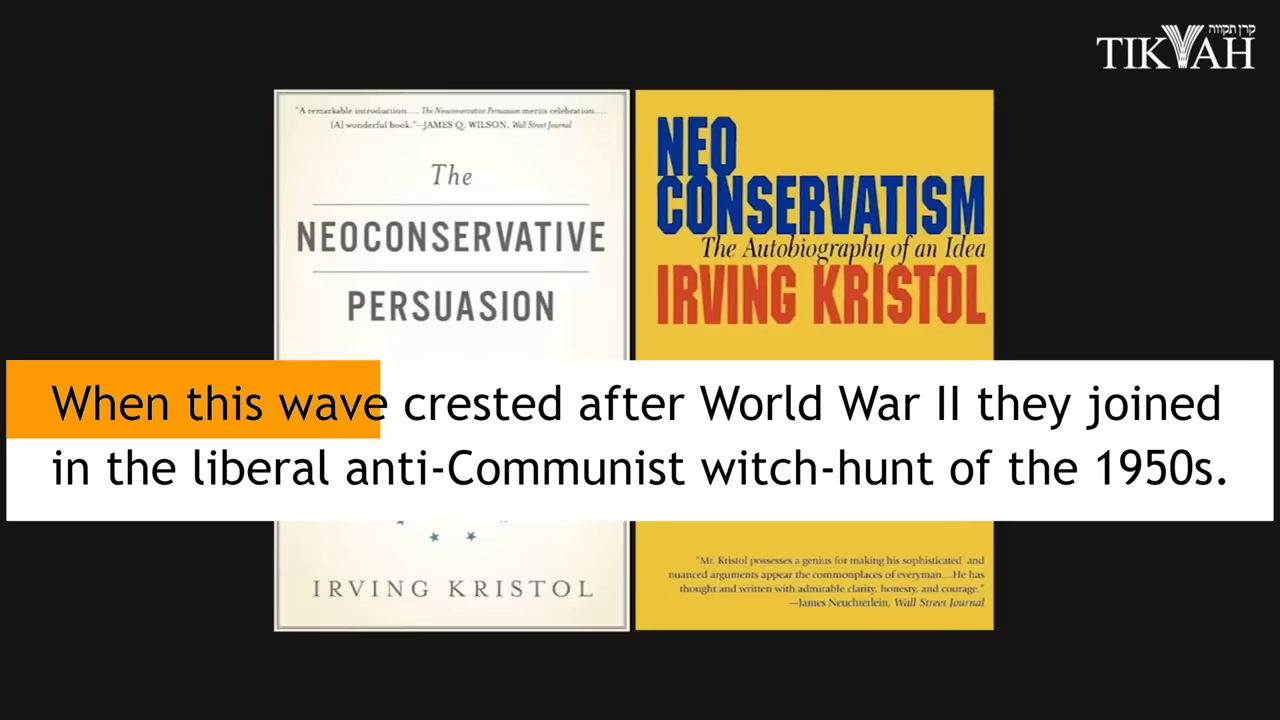 קרן תקווה
TIKVAH
"A remarkable introduction.... The Neoconservative Persuasion merits celebration....
[A] wonderful book."—JAMES Q. WILSON, Wall Street Journal
The
NEOCONSERVATIVE
PERSUASION
NEO
CONSERVATISM
The Autobiography of an Idea
IRVING KRISTOL
When this wave crested after World War II they joined
in the liberal anti-Communist witch-hunt of the 1950s.
IRVING KRISTOL
"Mr. Kristol possesses a genius for making his sophisticated and
nuanced arguments appear the commonplaces of everyman....He has
thought and written with admirable clarity, honesty, and courage."
—James Neuchterlein, Wall Street Journal